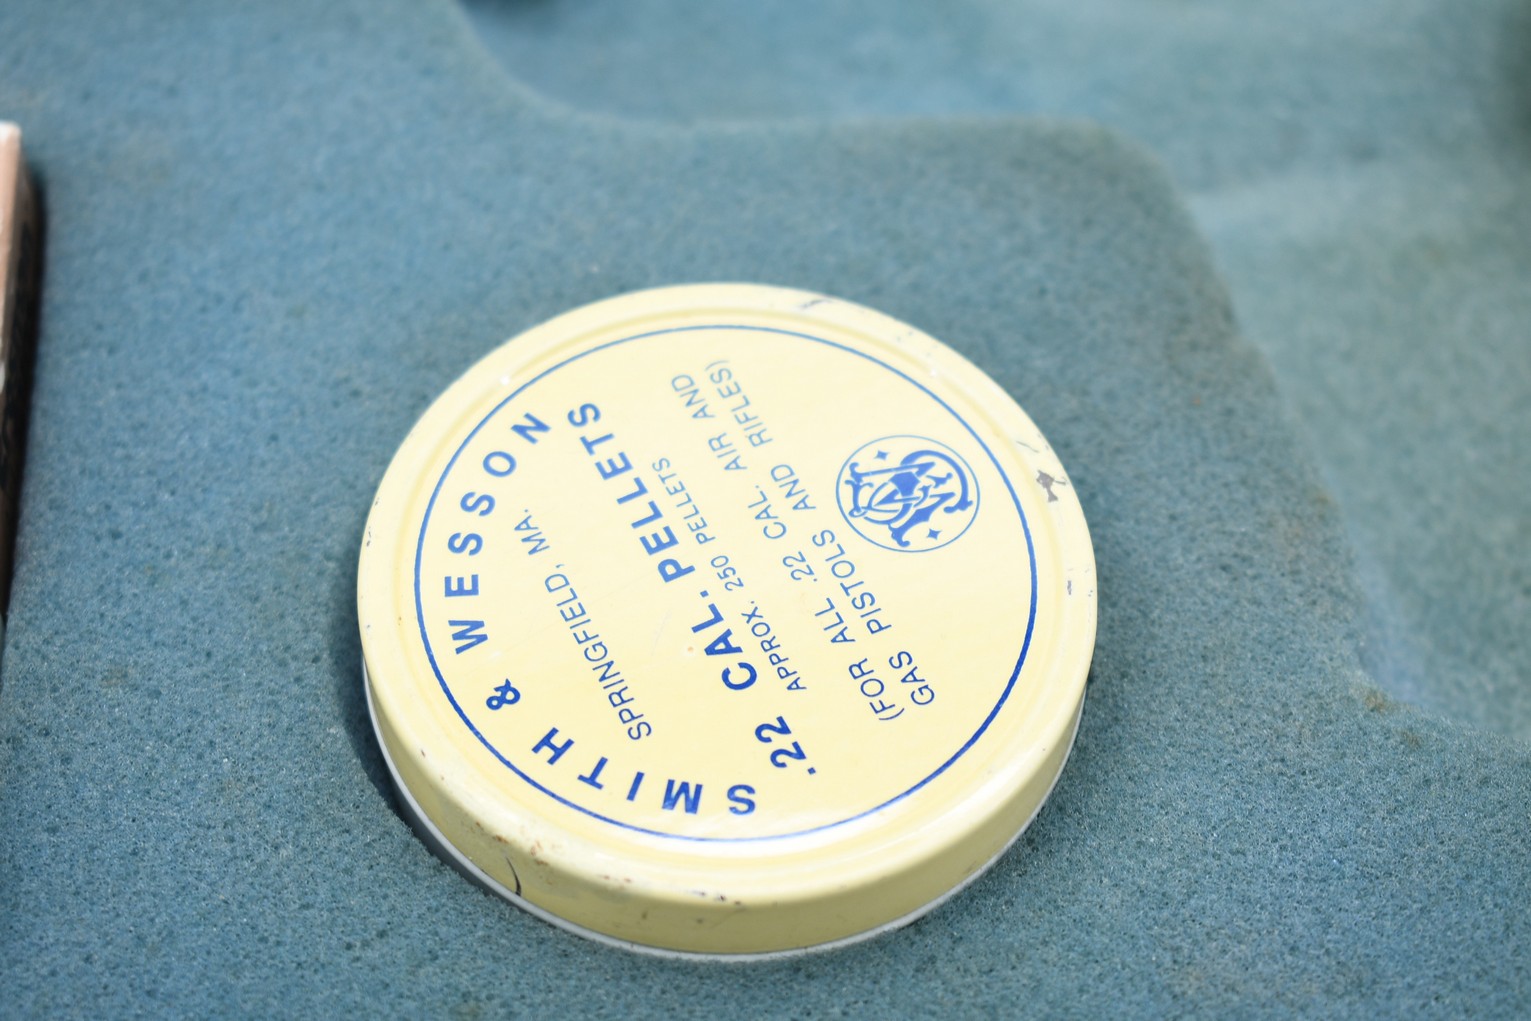 SMITH & WESSON
SPRINGFIELD, MA.
.22 CAL. PELLETS
APPROX. 250 PELLETS
(FOR ALL .22 CAL. AIR AND
GAS PISTOLS AND RIFLES)